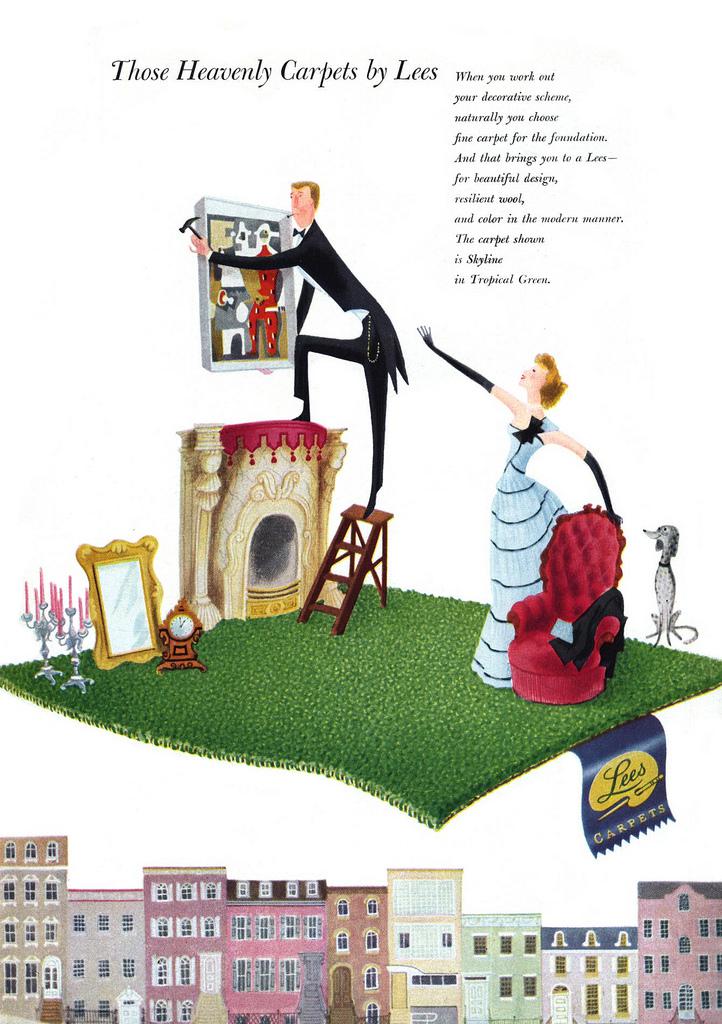 Those Heavenly Carpets by Lees
When you work out
your decorative scheme,
naturally you choose
fine carpet for the foundation.
And that brings you to a Lees—
for beautiful design,
resilient wool,
and color in the modern manner.
The carpet shown
is Skyline
in Tropical Green.
Lees
CARPETS